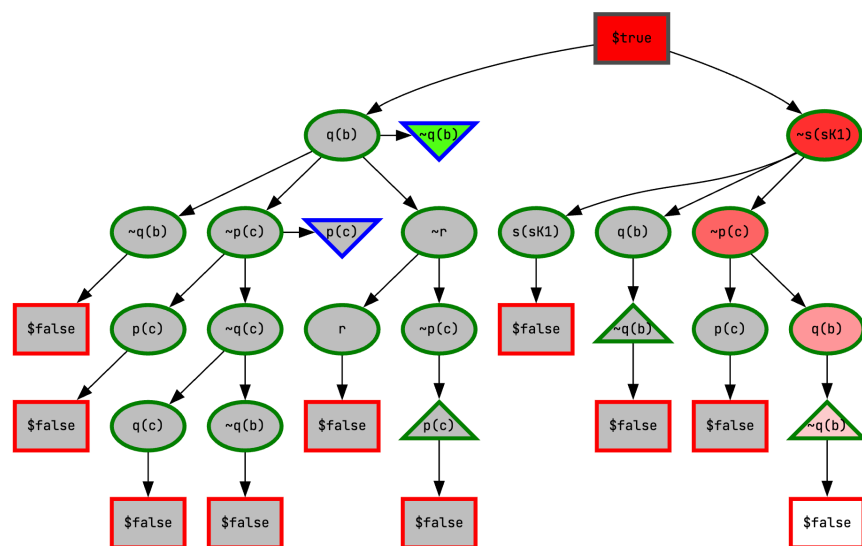 $true
q(b)
~q(b)
~s(sK1)
~q(b)
~p(c)
p(c)
~r
s(sK1)
q(b)
~p(c)
$false
p(c)
~q(c)
r
~p(c)
$false
~q(b)
p(c)
q(b)
$false
q(c)
~q(b)
$false
p(c)
$false
$false
~q(b)
$false
$false
$false
$false